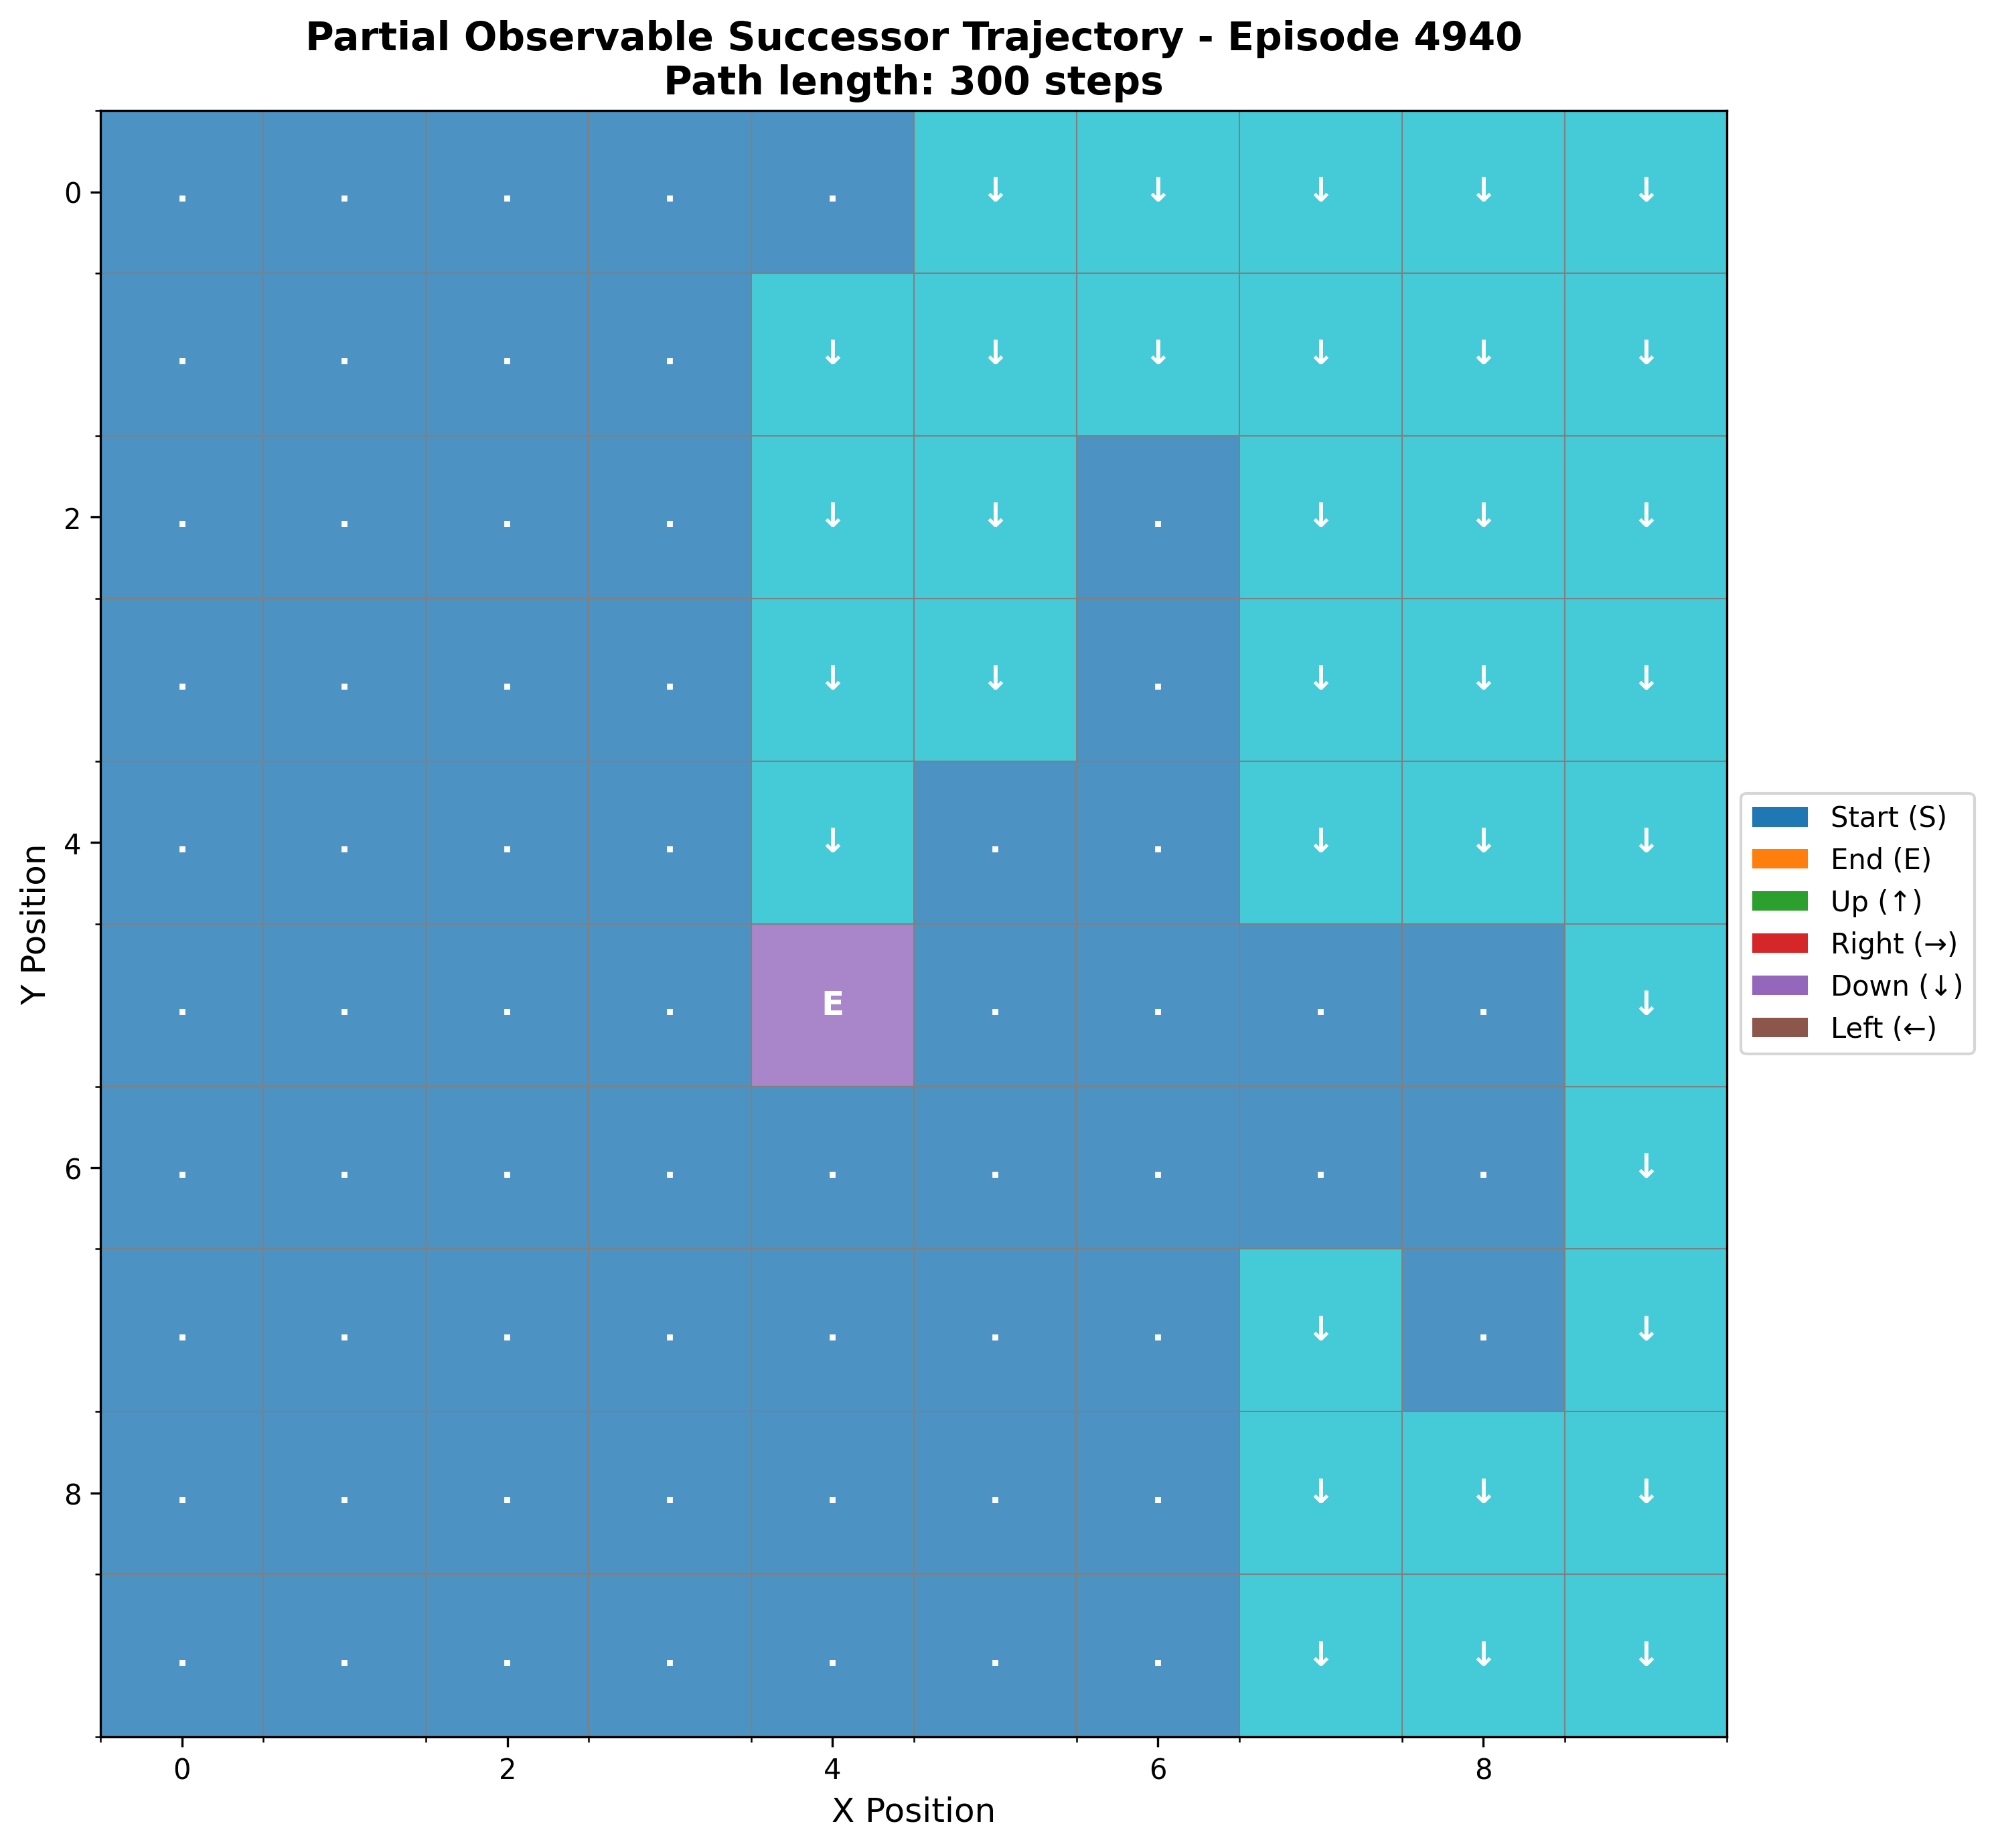 Partial Observable Successor Trajectory - Episode 4940
Path length: 300 steps
0 . . . . . ↓ ↓ ↓ ↓ ↓
. . . . ↓ ↓ ↓ ↓ ↓ ↓
2 . . . . ↓ ↓ . ↓ ↓ ↓
. . . . ↓ ↓ . ↓ ↓ ↓
4 . . . . ↓ . . ↓ ↓ ↓
. . . . E . . . . ↓
6 . . . . . . . . . ↓
. . . . . . . ↓ . ↓
8 . . . . . . . ↓ ↓ ↓
. . . . . . . ↓ ↓ ↓
0 2 4 6 8
X Position
Y Position
Start (S)
End (E)
Up (↑)
Right (→)
Down (↓)
Left (←)